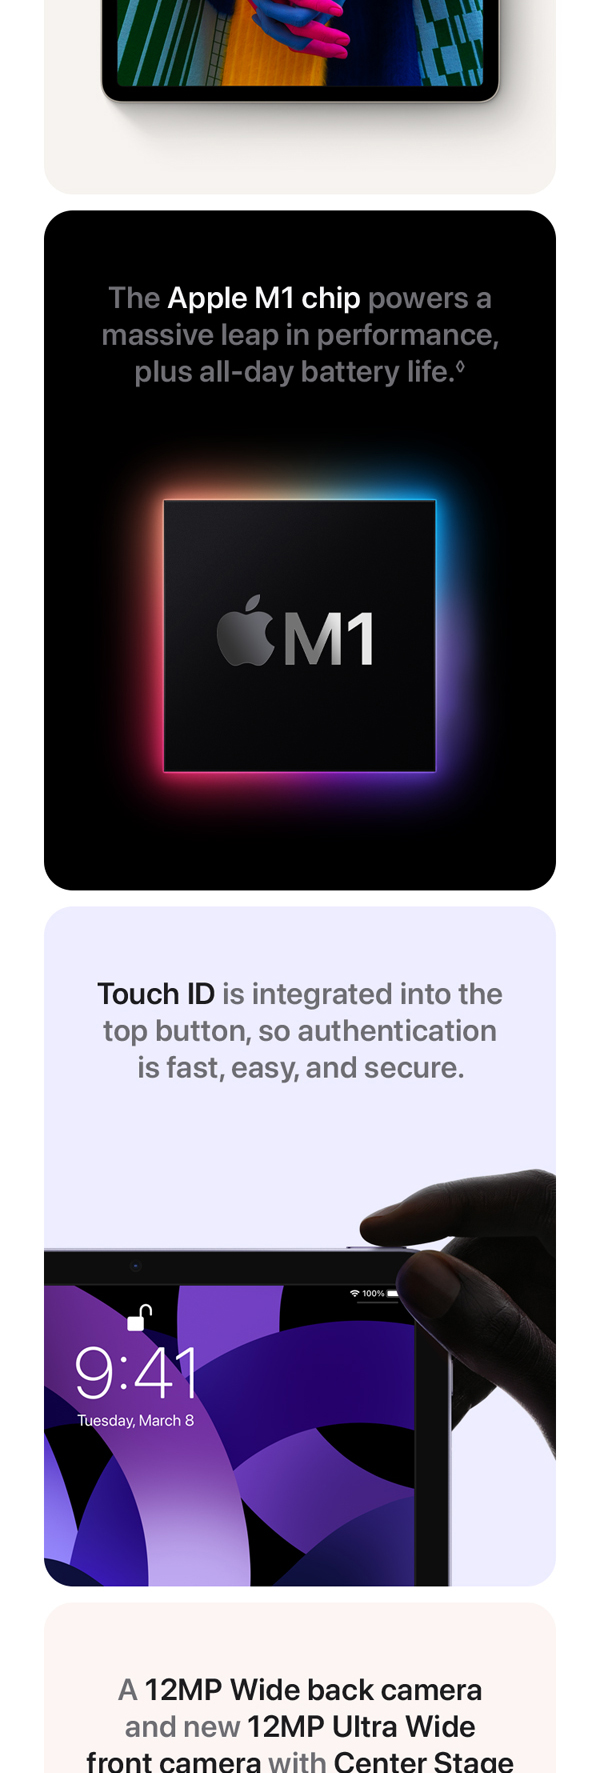 The Apple M1 chip powers a
massive leap in performance,
plus all-day battery life.◊
M1
Touch ID is integrated into the
top button, so authentication
is fast, easy, and secure.
100%
9:41
Tuesday, March 8
A 12MP Wide back camera
and new 12MP Ultra Wide
front camera with Center Stage